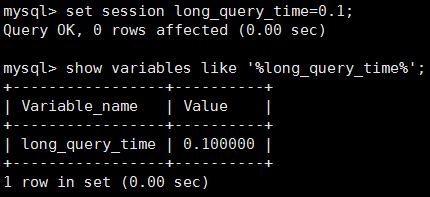 mysql> set session long_query_time=0.1;
Query OK, 0 rows affected (0.00 sec)
mysql> show variables like '%long_query_time%';
+-----------------+----------+
| Variable_name   | Value    |
+-----------------+----------+
| long_query_time | 0.100000 |
+-----------------+----------+
1 row in set (0.00 sec)